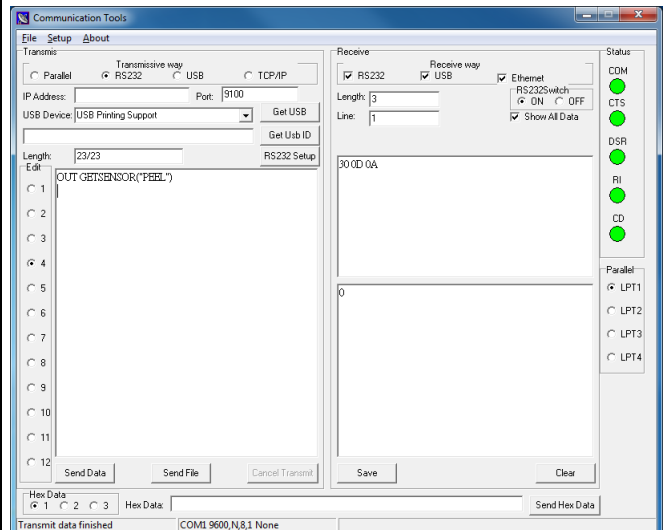 Communication Tools
File Setup About
Transmis
Transmissive way
Parallel RS232 USB TCP/IP
IP Address: Port: 9100
USB Device: USB Printing Support Get USB
Get Usb ID
Length: 23/23 RS232 Setup
Edit
OUT GETSENSOR("PEEL")
1
2
3
4
5
6
7
8
9
10
11
12
Send Data Send File Cancel Transmit
Receive
Receive way
RS232 USB Ethernet
Length: 3
RS232Switch
ON OFF
Line: 1 Show All Data
30 0D 0A
0
Save Clear
Status
COM
CTS
DSR
RI
CD
Parallel
LPT1
LPT2
LPT3
LPT4
Hex Data
1 2 3 Hex Data: Send Hex Data
Transmit data finished COM1 9600,N,8,1 None